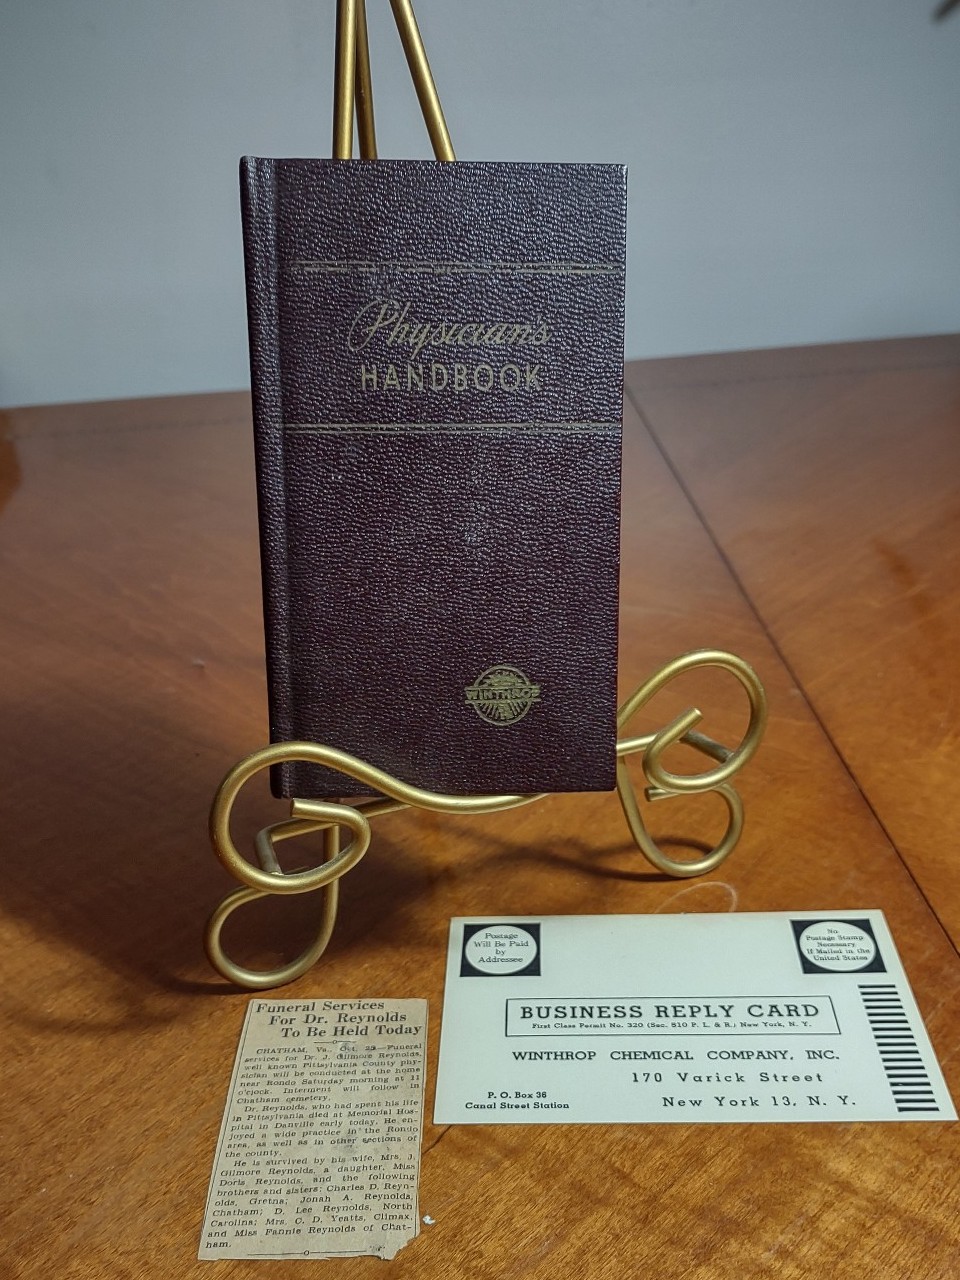 Physicians
HANDBOOK
WINTHROP
Postage
Will Be Paid
by
Addressee
No
Postage Stamp
Necessary
If Mailed in the
United States
BUSINESS REPLY CARD
First Class Permit No. 320 (Sec. 510 P. L. & R.) New York, N. Y.
WINTHROP CHEMICAL COMPANY, INC.
170 Varick Street
P. O. Box 36
Canal Street Station
New York 13, N. Y.
Funeral Services
For Dr. Reynolds
To Be Held Today
CHATHAM, Va., Oct. 23—Funeral
services for Dr. J. Gilmore Reynolds,
well known Pittsylvania County phy-
sician will be conducted at the home
near Rondo Saturday morning at 11
o'clock. Interment will follow in
Chatham cemetery.
Dr. Reynolds, who had spent his life
in Pittsylvania died at Memorial Hos-
pital in Danville early today. He en-
joyed a wide practice in the Rondo
area, as well as in other sections of
the county.
He is survived by his wife, Mrs. J.
Gilmore Reynolds, a daughter, Miss
Doris Reynolds, and the following
brothers and sisters: Charles D. Reyn-
olds, Gretna; Jonah A. Reynolds,
Chatham; D. Lee Reynolds, North
Carolina; Mrs. C. D. Yeatts, Climax,
and Miss Fannie Reynolds of Chat-
ham.